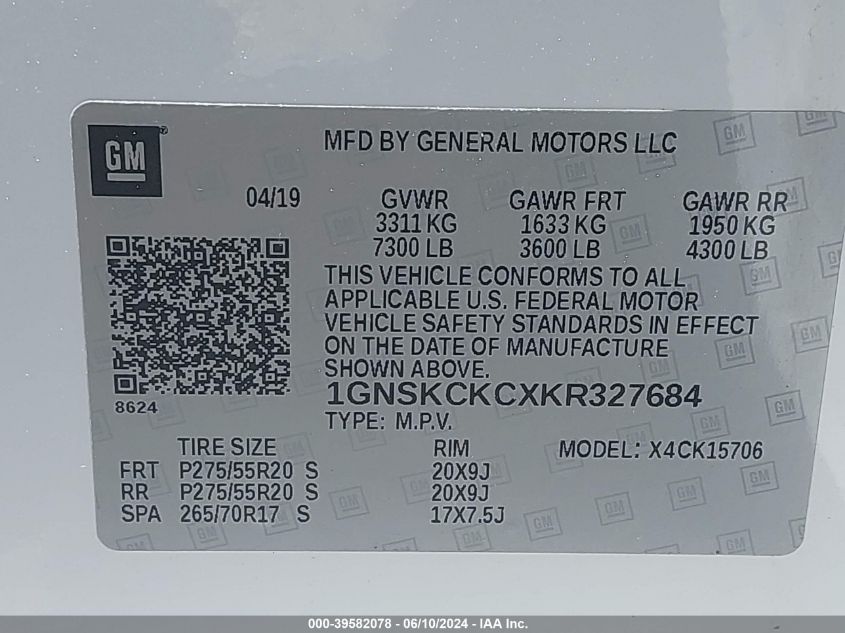 GM
MFD BY GENERAL MOTORS LLC
04/19 GVWR GAWR FRT GAWR RR
3311 KG 1633 KG 1950 KG
7300 LB 3600 LB 4300 LB
THIS VEHICLE CONFORMS TO ALL
APPLICABLE U.S. FEDERAL MOTOR
VEHICLE SAFETY STANDARDS IN EFFECT
ON THE DATE OF MANUFACTURE
SHOWN ABOVE.
1GNSKCKCXKR327684
8624
TYPE: M.P.V.
TIRE SIZE RIM MODEL: X4CK15706
FRT P275/55R20 S 20X9J
RR P275/55R20 S 20X9J
SPA 265/70R17 S 17X7.5J
000-39582078 - 06/10/2024 - IAA Inc.